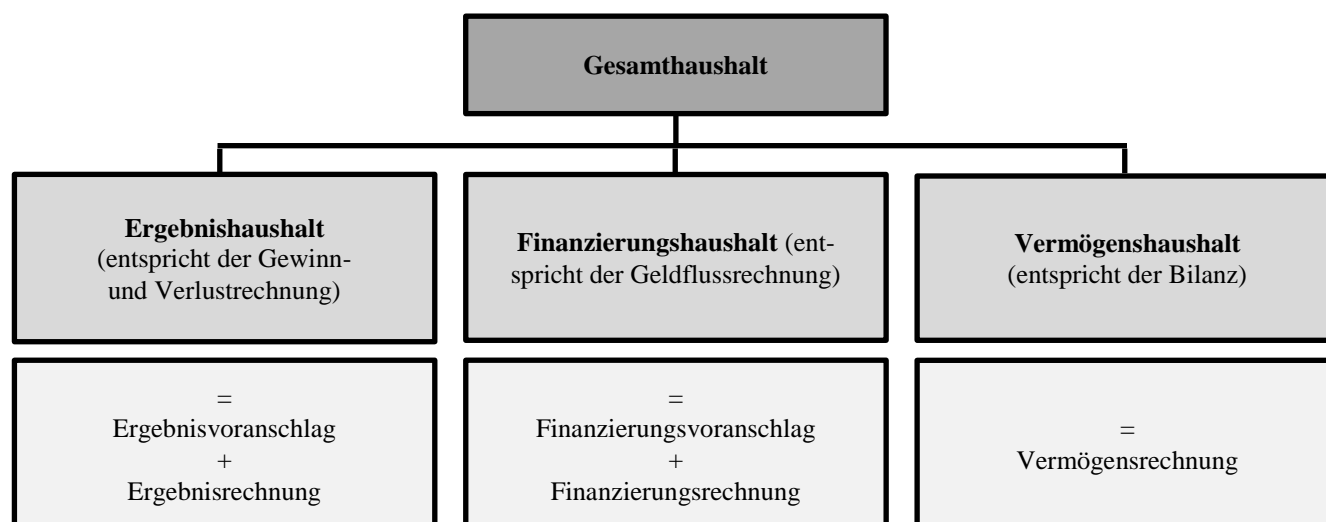 Gesamthaushalt
Ergebnishaushalt
(entspricht der Gewinn-
und Verlustrechnung)
Finanzierungshaushalt (ent-
spricht der Geldflussrechnung)
Vermögenshaushalt
(entspricht der Bilanz)
=
Ergebnisvoranschlag
+
Ergebnisrechnung
=
Finanzierungsvoranschlag
+
Finanzierungsrechnung
=
Vermögensrechnung